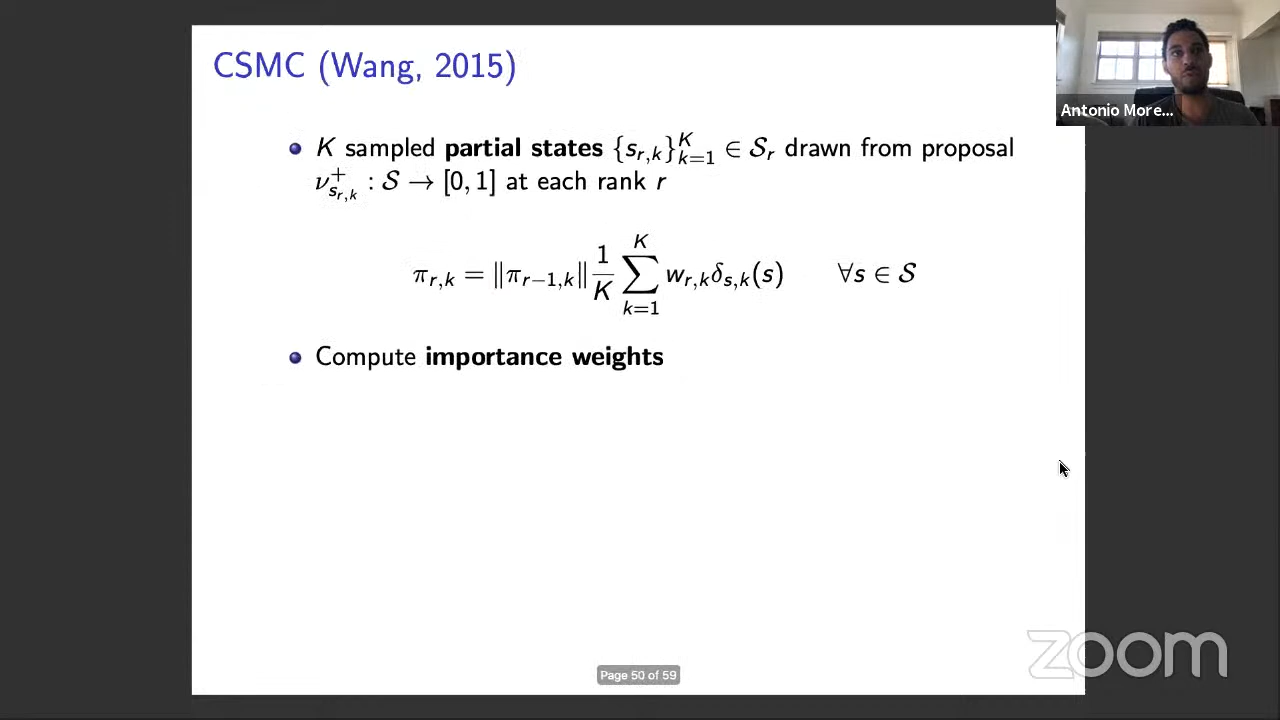 CSMC (Wang, 2015)
Antonio More...
K sampled partial states {s_{r,k}}_{k=1}^{K} ∈ 𝒮_r drawn from proposal
ν^+_{s_{r,k}} : 𝒮 → [0, 1] at each rank r
π_{r,k} = ‖π_{r−1,k}‖ 1/K ∑_{k=1}^{K} w_{r,k} δ_{s,k}(s) ∀s ∈ 𝒮
Compute importance weights
zoom
Page 50 of 59